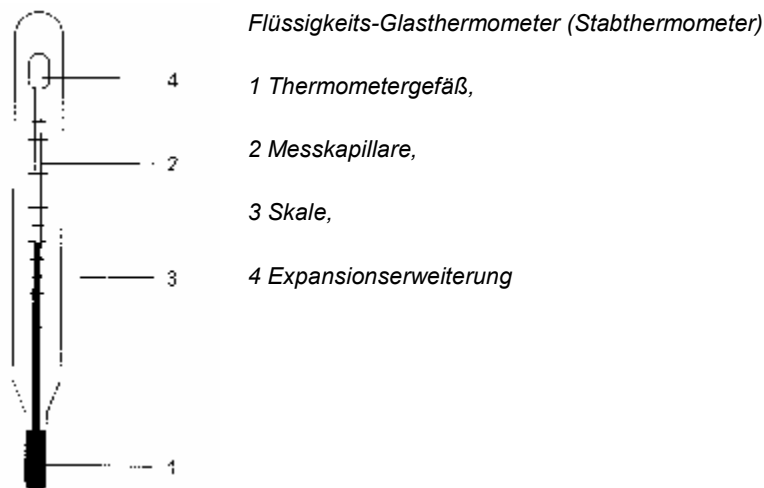 Flüssigkeits-Glasthermometer (Stabthermometer)
4
1 Thermometergefäß,
2 Messkapillare,
2
3 Skale,
3
4 Expansionserweiterung
1